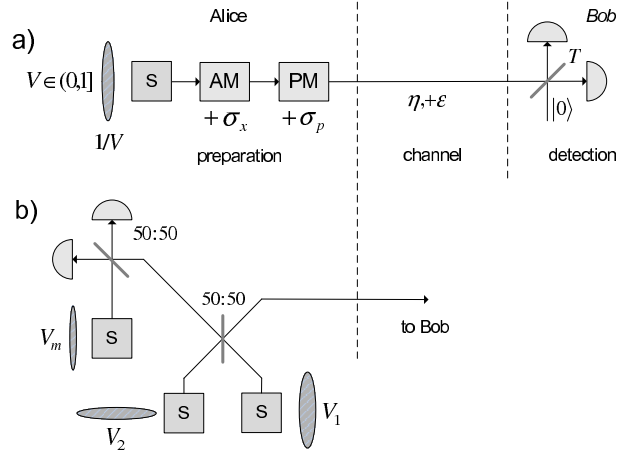 Alice
Bob
a)
V∈(0,1]
S
AM
PM
T
|0⟩
+σₓ
+σₚ
η,+ε
1/V
preparation
channel
detection
b)
50:50
50:50
Vₘ
S
to Bob
S
S
V₁
V₂